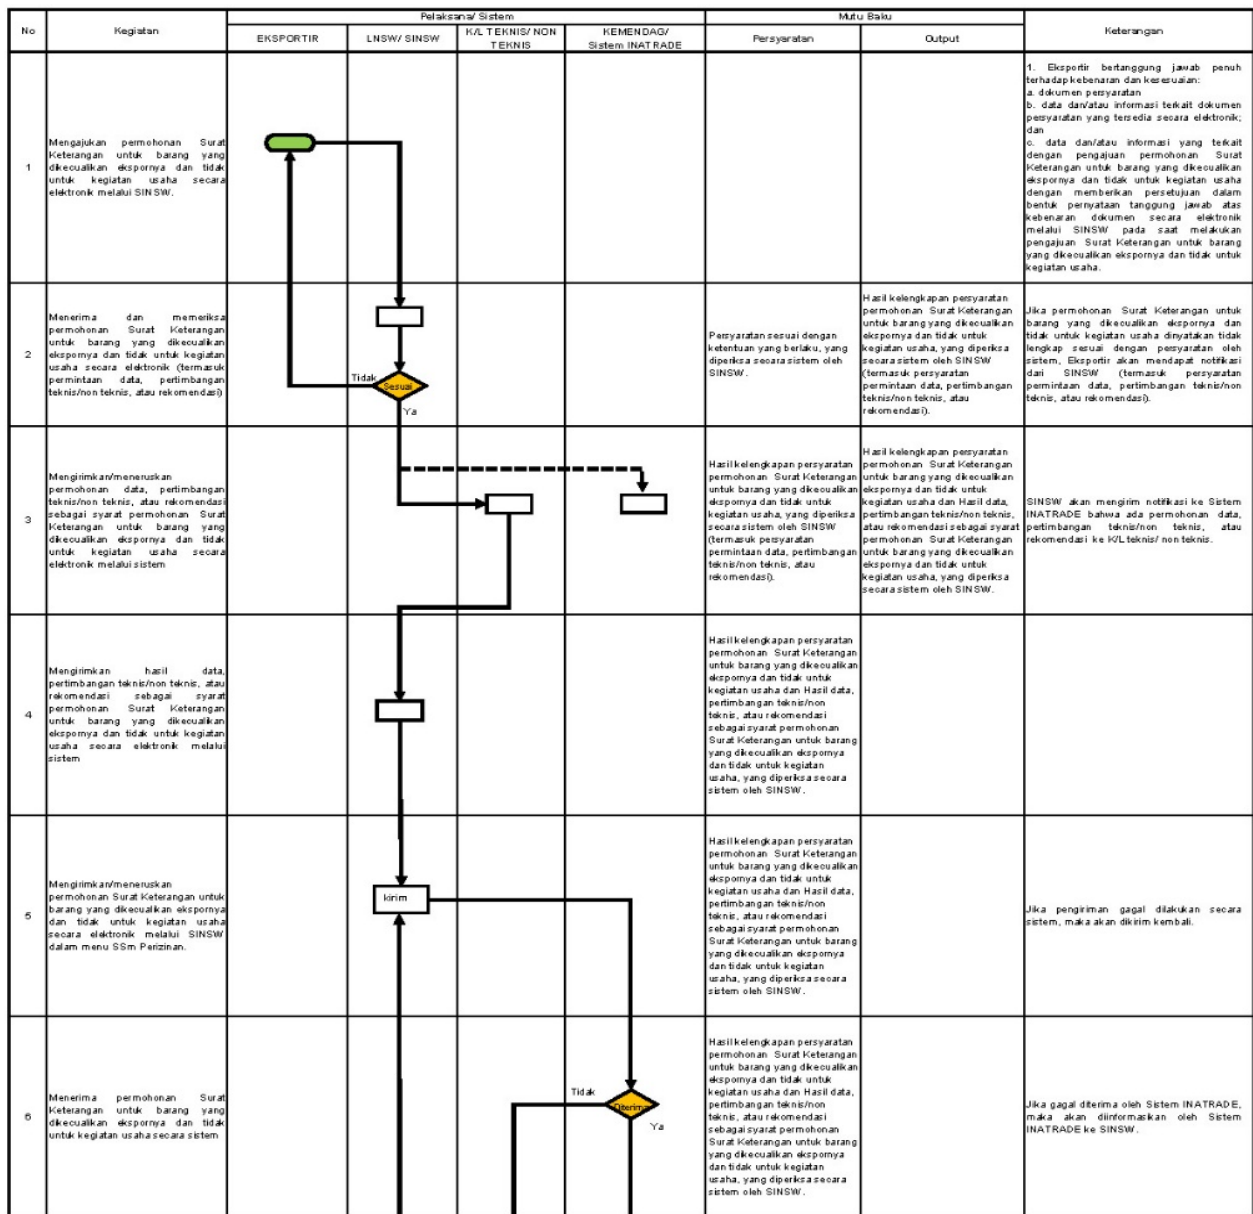 No
Kegiatan
Pelaksana/ Sistem
Mutu Baku
Keterangan
EKSPORTIR
LNSW/ SINSW
K/L TEKNIS/ NON
TEKNIS
KEMENDAG/
Sistem INATRADE
Persyaratan
Output
1
Mengajukan permohonan Surat
Keterangan untuk barang yang
dikecualikan ekspornya dan tidak
untuk kegiatan usaha secara
elektronik melalui SINSW.
1. Eksportir bertanggung jawab penuh
terhadap kebenaran dan kesesuaian:
a. dokumen persyaratan
b. data dan/atau informasi terkait dokumen
persyaratan yang tersedia secara elektronik;
dan
c. data dan/atau informasi yang terkait
dengan pengajuan permohonan Surat
Keterangan untuk barang yang dikecualikan
ekspornya dan tidak untuk kegiatan usaha
dengan memberikan persetujuan dalam
bentuk pernyataan tanggung jawab atas
kebenaran dokumen secara elektronik
melalui SINSW pada saat melakukan
pengajuan Surat Keterangan untuk barang
yang dikecualikan ekspornya dan tidak untuk
kegiatan usaha.
2
Menerima dan memeriksa
permohonan Surat Keterangan
untuk barang yang dikecualikan
ekspornya dan tidak untuk kegiatan
usaha secara elektronik (termasuk
permintaan data, pertimbangan
teknis/non teknis, atau rekomendasi)
Tidak
Sesuai
Ya
Persyaratan sesuai dengan
ketentuan yang berlaku, yang
diperiksa secara sistem oleh
SINSW.
Hasil kelengkapan persyaratan
permohonan Surat Keterangan
untuk barang yang dikecualikan
ekspornya dan tidak untuk
kegiatan usaha, yang diperiksa
secara sistem oleh SINSW
(termasuk persyaratan
permintaan data, pertimbangan
teknis/non teknis, atau
rekomendasi).
Jika permohonan Surat Keterangan untuk
barang yang dikecualikan ekspornya dan
tidak untuk kegiatan usaha dinyatakan tidak
lengkap sesuai dengan persyaratan oleh
sistem, Eksportir akan mendapat notifikasi
dari SINSW (termasuk persyaratan
permintaan data, pertimbangan teknis/non
teknis, atau rekomendasi).
3
Mengirimkan/meneruskan
permohonan data, pertimbangan
teknis/non teknis, atau rekomendasi
sebagai syarat permohonan Surat
Keterangan untuk barang yang
dikecualikan ekspornya dan tidak
untuk kegiatan usaha secara
elektronik melalui sistem
Hasil kelengkapan persyaratan
permohonan Surat Keterangan
untuk barang yang dikecualikan
ekspornya dan tidak untuk
kegiatan usaha, yang diperiksa
secara sistem oleh SINSW
(termasuk persyaratan
permintaan data, pertimbangan
teknis/non teknis, atau
rekomendasi).
Hasil kelengkapan persyaratan
permohonan Surat Keterangan
untuk barang yang dikecualikan
ekspornya dan tidak untuk
kegiatan usaha dan Hasil data,
pertimbangan teknis/non teknis,
atau rekomendasi sebagai syarat
permohonan Surat Keterangan
untuk barang yang dikecualikan
ekspornya dan tidak untuk
kegiatan usaha, yang diperiksa
secara sistem oleh SINSW.
SINSW akan mengirim notifikasi ke Sistem
INATRADE bahwa ada permohonan data,
pertimbangan teknis/non teknis, atau
rekomendasi ke K/L teknis/ non teknis.
4
Mengirimkan hasil data,
pertimbangan teknis/non teknis, atau
rekomendasi sebagai syarat
permohonan Surat Keterangan
untuk barang yang dikecualikan
ekspornya dan tidak untuk kegiatan
usaha secara elektronik melalui
sistem
Hasil kelengkapan persyaratan
permohonan Surat Keterangan
untuk barang yang dikecualikan
ekspornya dan tidak untuk
kegiatan usaha dan Hasil data,
pertimbangan teknis/non
teknis, atau rekomendasi
sebagai syarat permohonan
Surat Keterangan untuk barang
yang dikecualikan ekspornya
dan tidak untuk kegiatan
usaha, yang diperiksa secara
sistem oleh SINSW.
5
Mengirimkan/meneruskan
permohonan Surat Keterangan untuk
barang yang dikecualikan ekspornya
dan tidak untuk kegiatan usaha
secara elektronik melalui SINSW
dalam menu SSm Perizinan.
kirim
Hasil kelengkapan persyaratan
permohonan Surat Keterangan
untuk barang yang dikecualikan
ekspornya dan tidak untuk
kegiatan usaha dan Hasil data,
pertimbangan teknis/non
teknis, atau rekomendasi
sebagai syarat permohonan
Surat Keterangan untuk barang
yang dikecualikan ekspornya
dan tidak untuk kegiatan
usaha, yang diperiksa secara
sistem oleh SINSW.
Jika pengiriman gagal dilakukan secara
sistem, maka akan dikirim kembali.
6
Menerima permohonan Surat
Keterangan untuk barang yang
dikecualikan ekspornya dan tidak
untuk kegiatan usaha secara sistem
Tidak
Diterima
Ya
Hasil kelengkapan persyaratan
permohonan Surat Keterangan
untuk barang yang dikecualikan
ekspornya dan tidak untuk
kegiatan usaha dan Hasil data,
pertimbangan teknis/non
teknis, atau rekomendasi
sebagai syarat permohonan
Surat Keterangan untuk barang
yang dikecualikan ekspornya
dan tidak untuk kegiatan
usaha, yang diperiksa secara
sistem oleh SINSW.
Jika gagal diterima oleh Sistem INATRADE,
maka akan diinformasikan oleh Sistem
INATRADE ke SINSW.